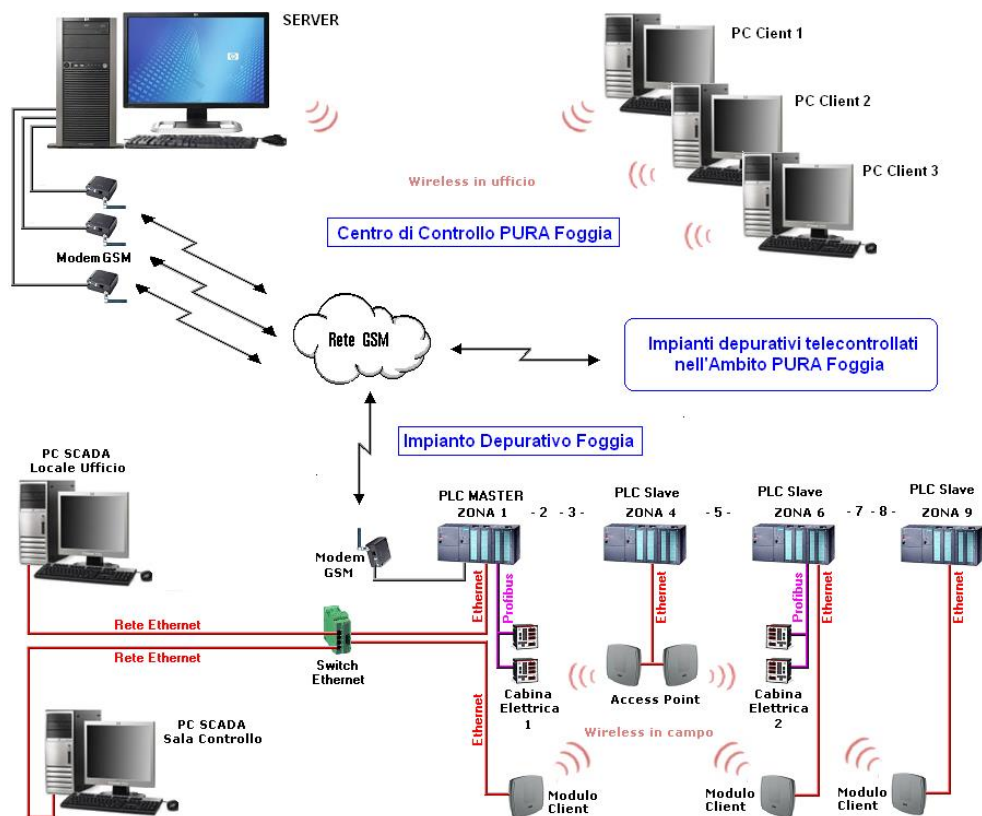 SERVER
PC Cient 1
PC Client 2
PC Client 3
Wireless in ufficio
Centro di Controllo PURA Foggia
Modem GSM
Rete GSM
Impianti depurativi telecontrollati
nell'Ambito PURA Foggia
Impianto Depurativo Foggia
PC SCADA
Locale Ufficio
PLC MASTER
ZONA 1
- 2 - 3 -
PLC Slave
ZONA 4
- 5 -
PLC Slave
ZONA 6
- 7 - 8 -
PLC Slave
ZONA 9
Modem
GSM
Ethernet
Profibus
Ethernet
Profibus
Ethernet
Ethernet
Rete Ethernet
Rete Ethernet
Switch
Ethernet
Cabina
Elettrica
1
Access Point
Cabina
Elettrica
2
Ethernet
Wireless in campo
PC SCADA
Sala Controllo
Modulo
Client
Modulo
Client
Modulo
Client